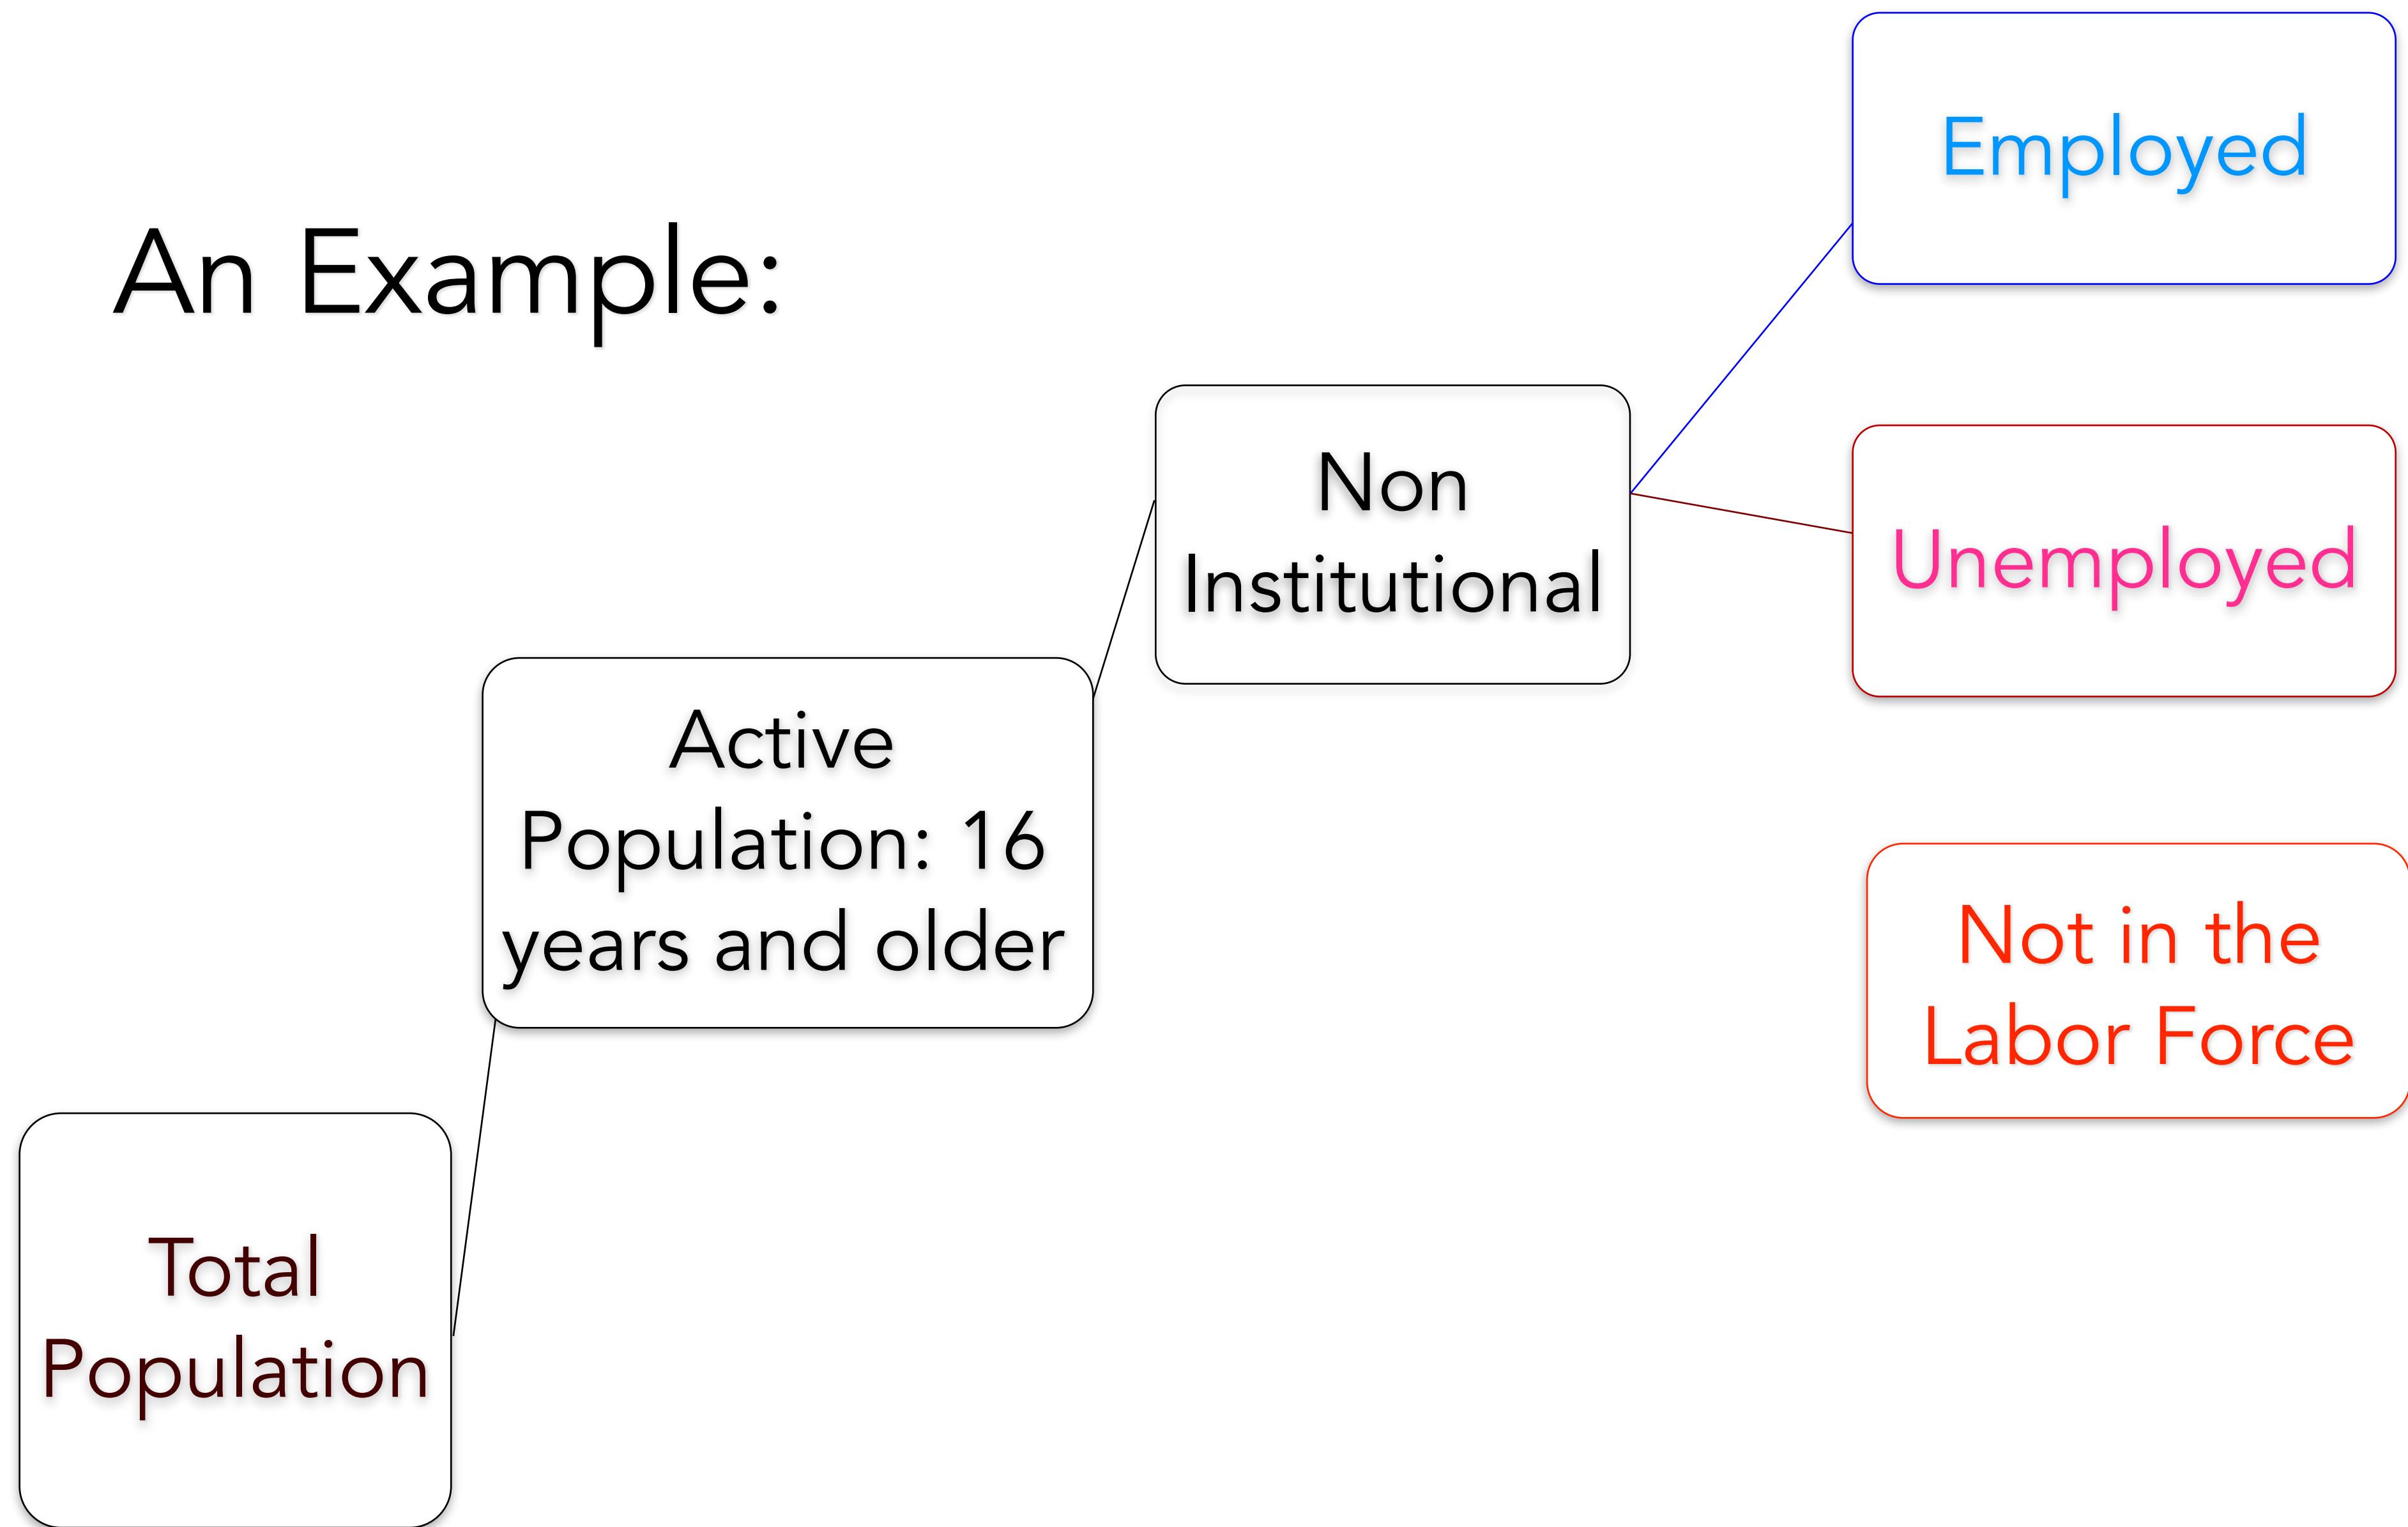 An Example:
Employed
Non
Institutional
Unemployed
Active
Population: 16
years and older
Not in the
Labor Force
Total
Population